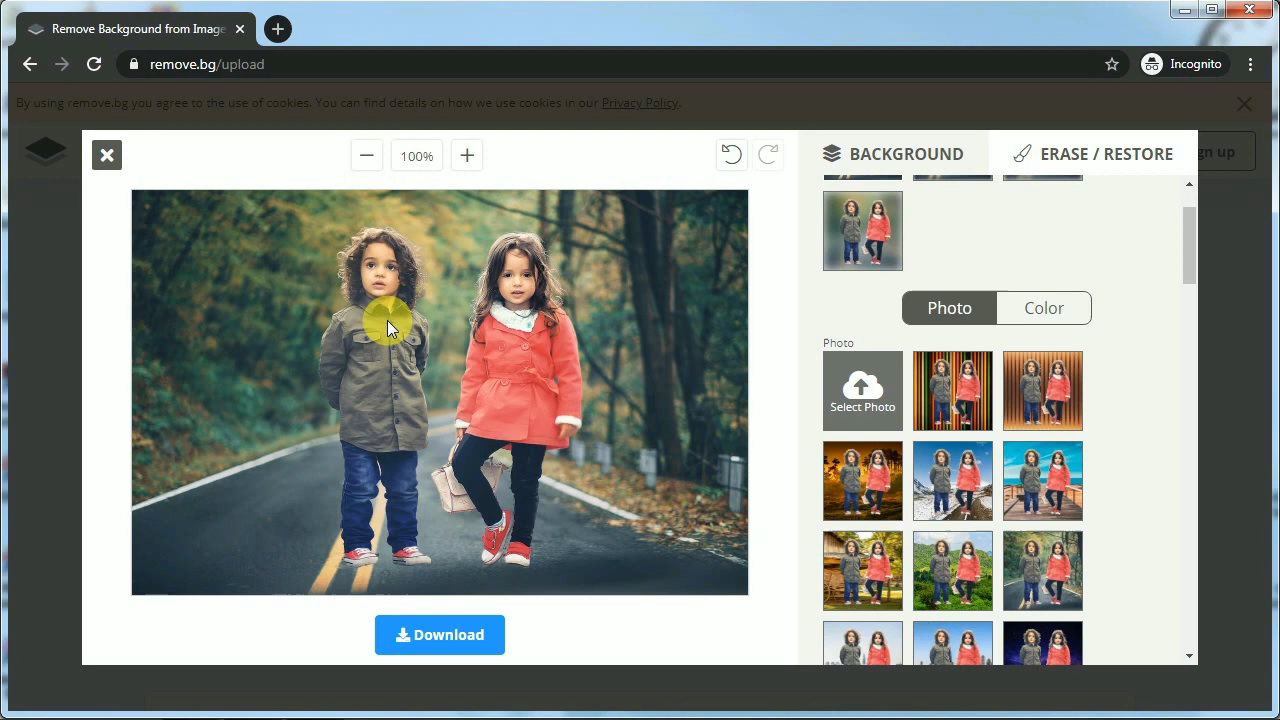 Remove Background from Image
remove.bg/upload
Incognito
By using remove.bg you agree to the use of cookies. You can find details on how we use cookies in our Privacy Policy.
gn up
100%
BACKGROUND
ERASE / RESTORE
Photo
Color
Photo
Select Photo
Download